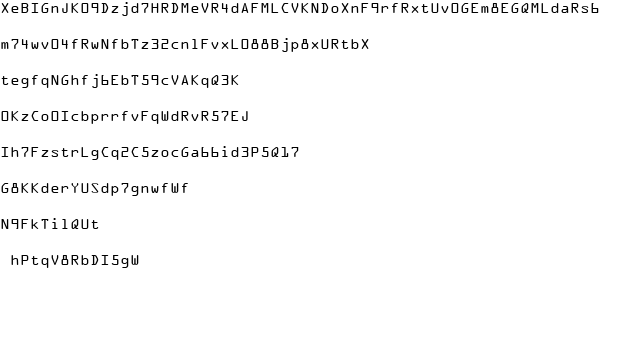 XeBIGnJKO9Dzjd7HRDMeVR4dAFMLCVKNDoXnF9rfRxtUvOGEm8EGQMLdaRs6
m74wvO4fRwNfbTz32cn1FvxLO88Bjp8xURtbX
tegfqNGhfj6EbT59cVAKqQ3K
OKzCoOIcbprrfvFqWdRvR57EJ
Ih7FzstrLgCq2C5zocGa66id3P5Q17
G8KKderYUSdp7gnwfWf
N9FkTilQUt
hPtqV8RbDI5gW